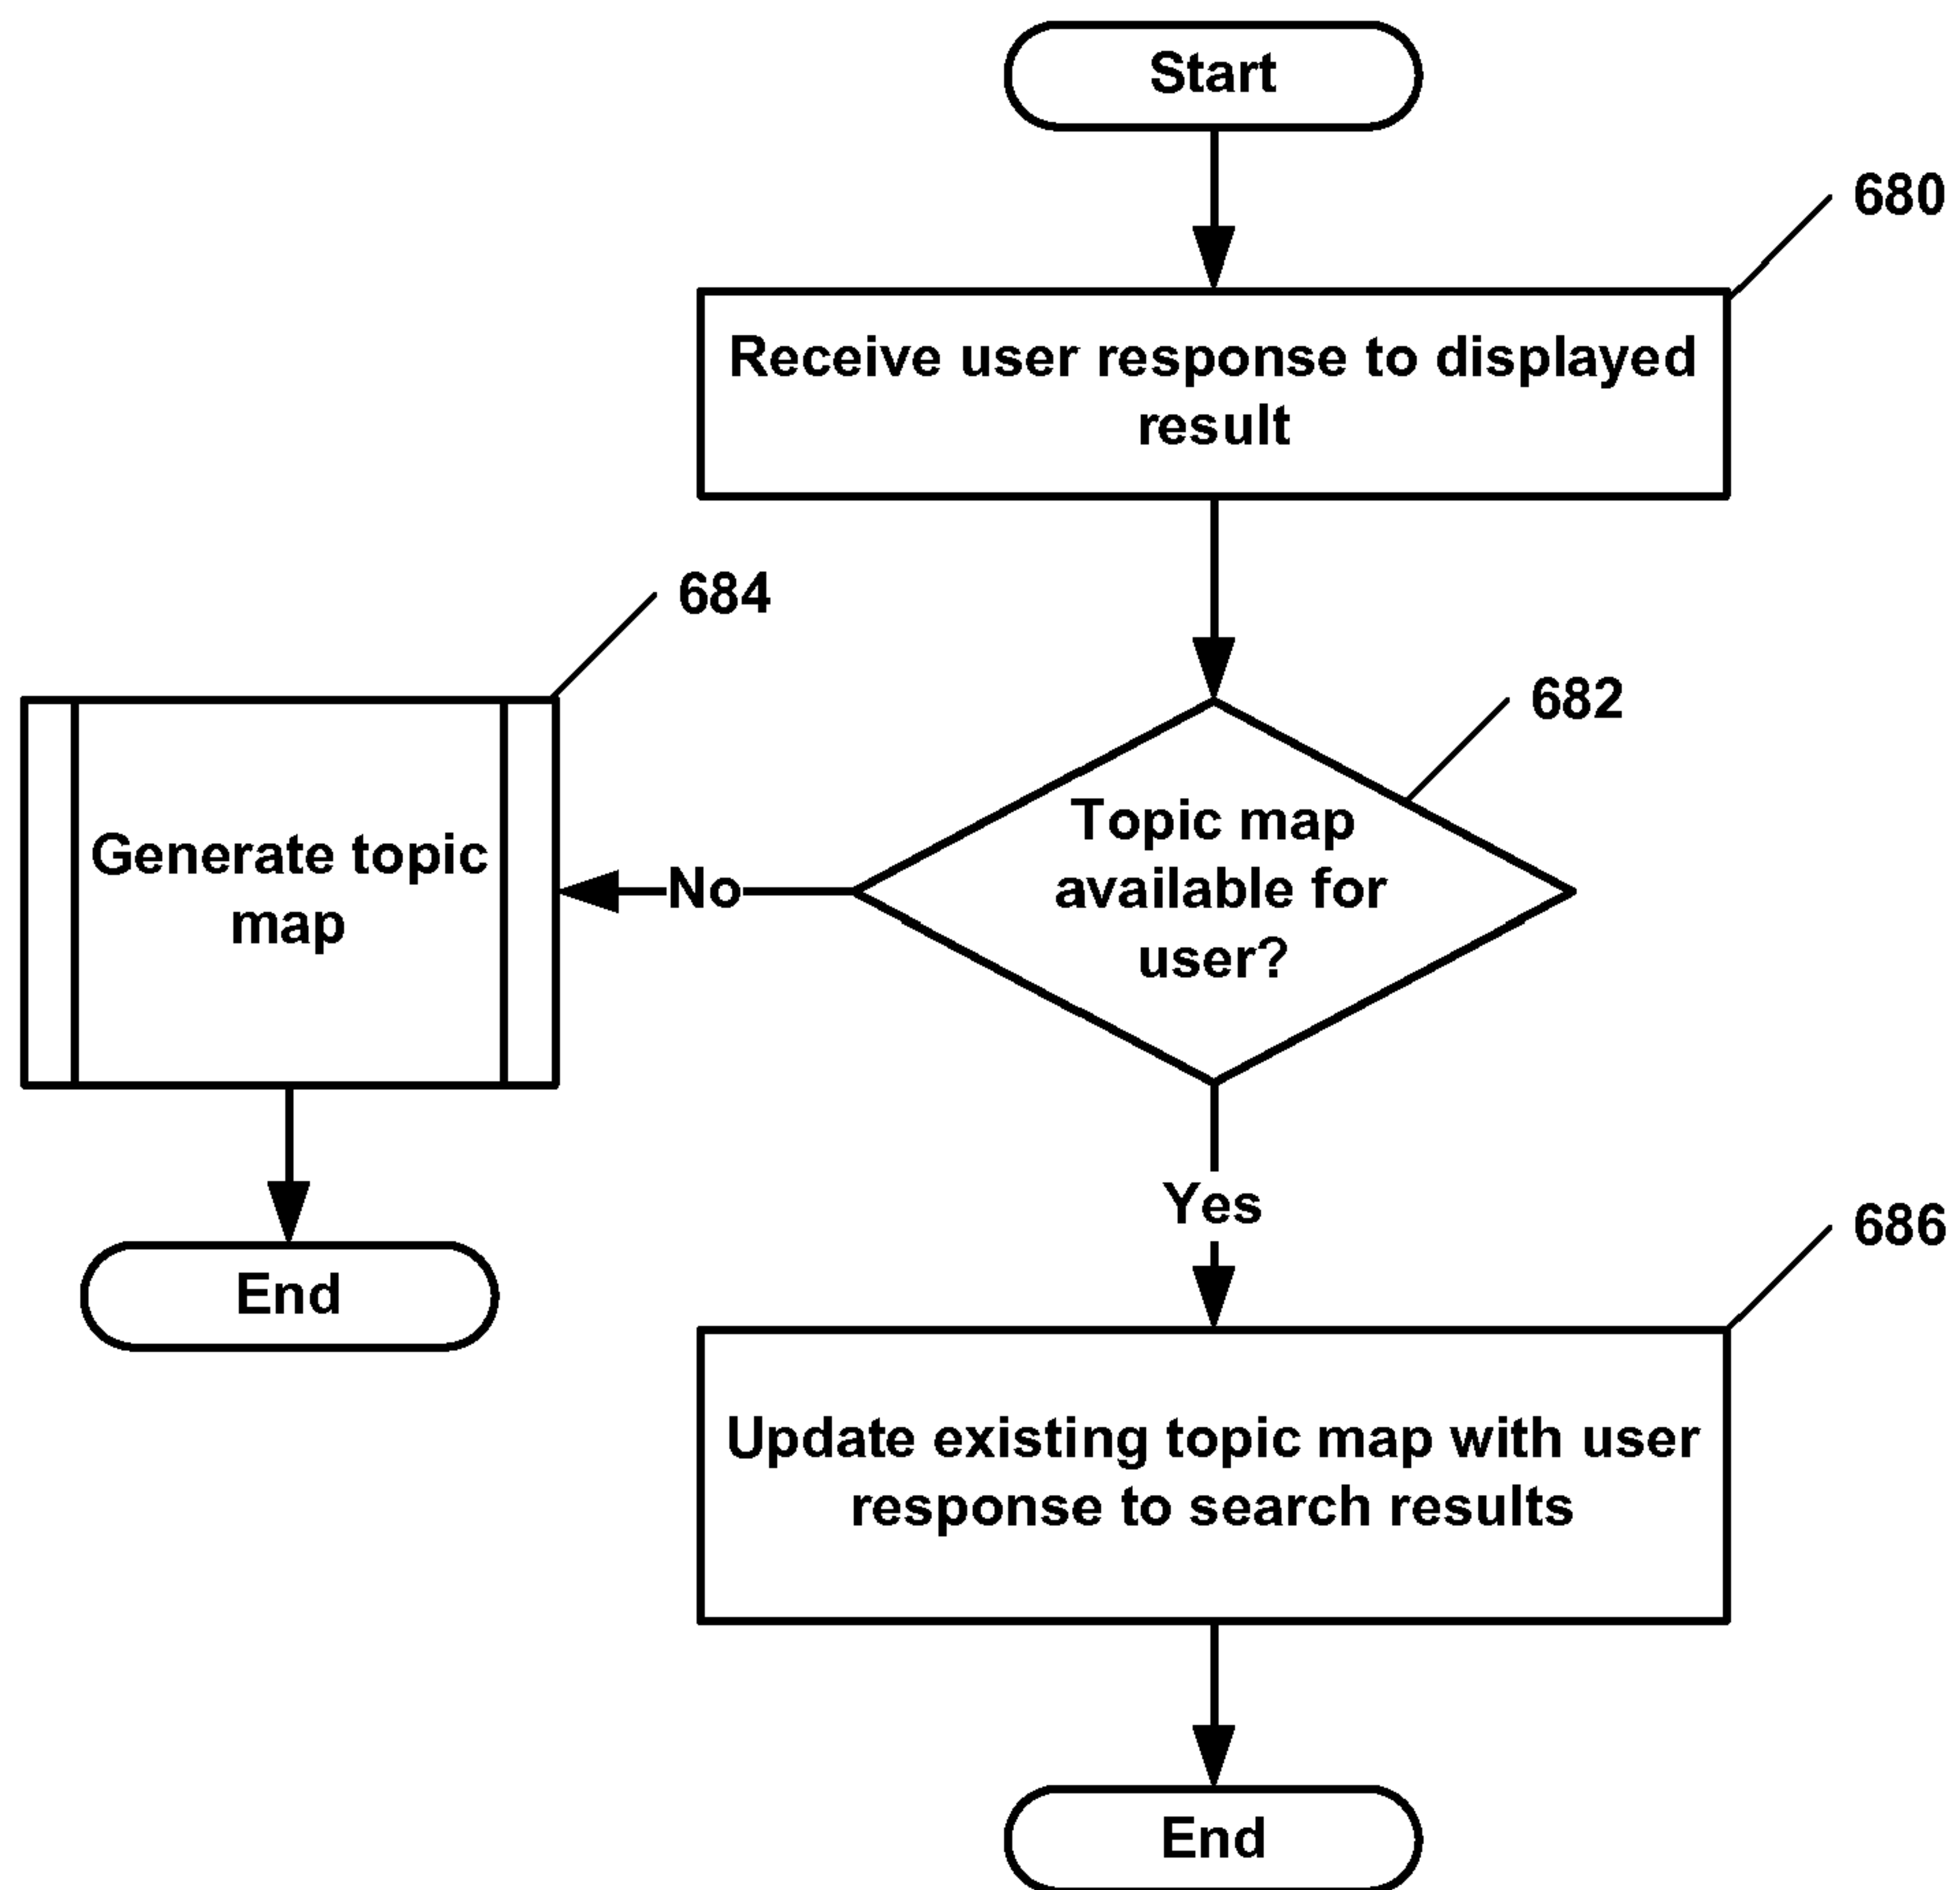 Start
680
Receive user response to displayed
result
684
682
Topic map
available for
user?
No
Generate topic
map
Yes
686
End
Update existing topic map with user
response to search results
End